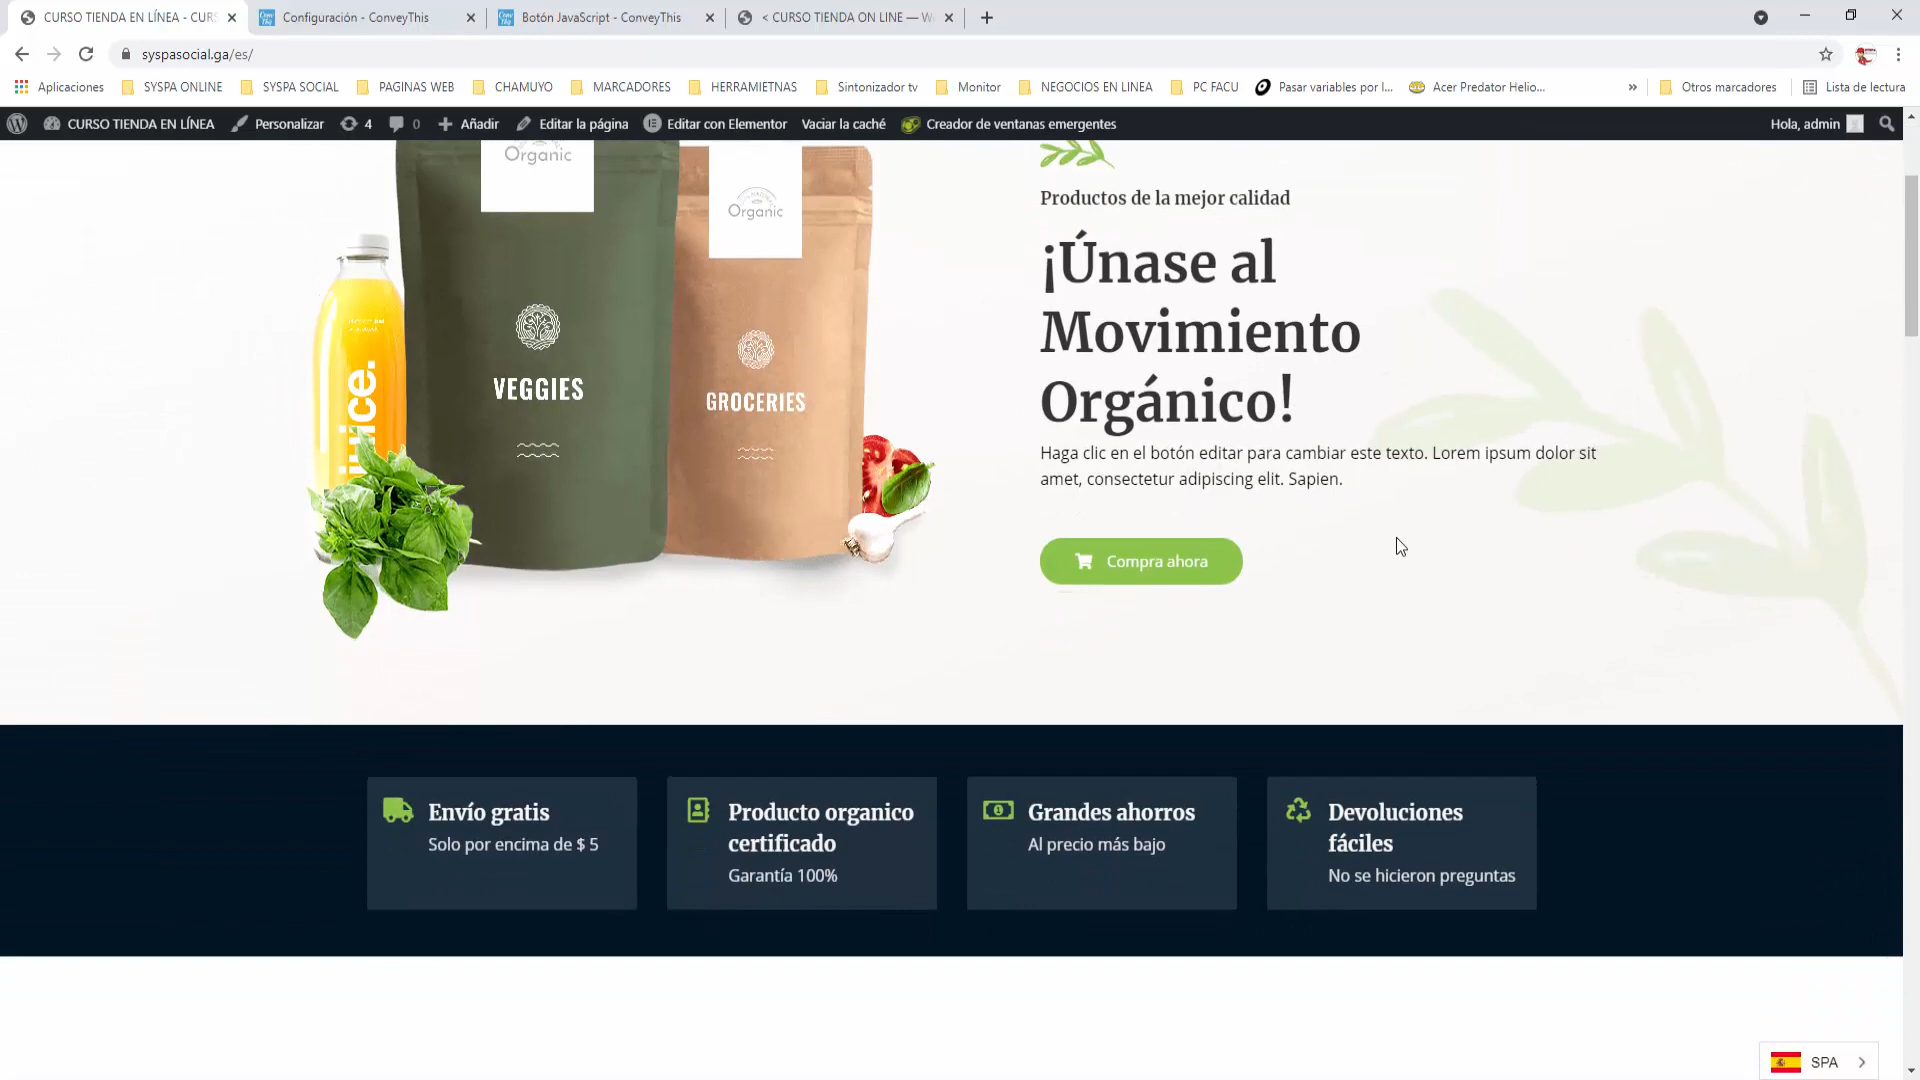 CURSO TIENDA EN LÍNEA - CURS
Configuración - ConveyThis
Botón JavaScript - ConveyThis
< CURSO TIENDA ON LINE — W
syspasocial.ga/es/
Aplicaciones
SYSPA ONLINE
SYSPA SOCIAL
PAGINAS WEB
CHAMUYO
MARCADORES
HERRAMIETNAS
Sintonizador tv
Monitor
NEGOCIOS EN LINEA
PC FACU
Pasar variables por l...
Acer Predator Helio...
»
Otros marcadores
Lista de lectura
CURSO TIENDA EN LÍNEA
Personalizar
4
0
Añadir
Editar la página
Editar con Elementor
Vaciar la caché
Creador de ventanas emergentes
Hola, admin
Organic
Organic
juice.
VEGGIES
GROCERIES
Productos de la mejor calidad
¡Únase al
Movimiento
Orgánico!
Haga clic en el botón editar para cambiar este texto. Lorem ipsum dolor sit
amet, consectetur adipiscing elit. Sapien.
Compra ahora
Envío gratis
Solo por encima de $ 5
Producto organico
certificado
Garantía 100%
Grandes ahorros
Al precio más bajo
Devoluciones
fáciles
No se hicieron preguntas
SPA